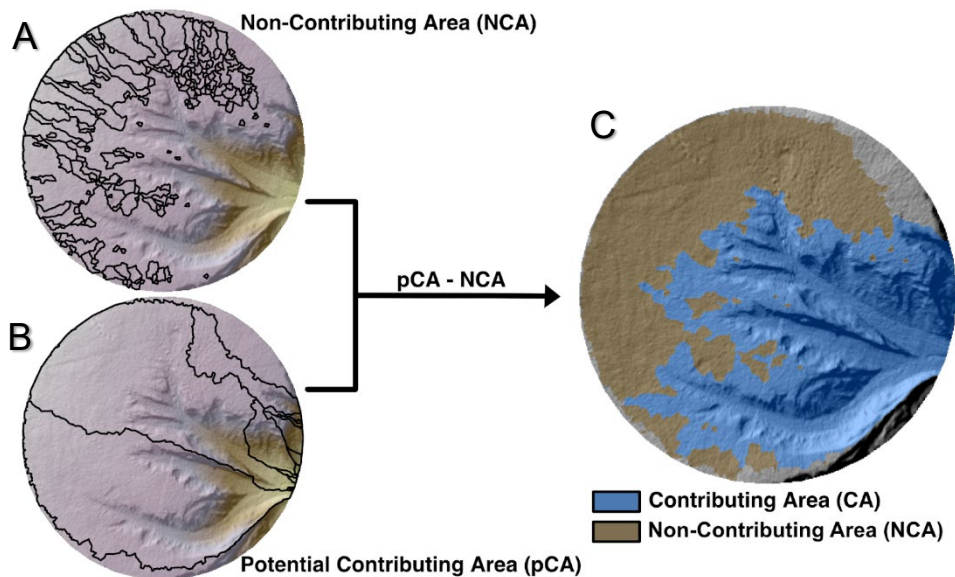 A
Non-Contributing Area (NCA)
B
Potential Contributing Area (pCA)
pCA - NCA
C
Contributing Area (CA)
Non-Contributing Area (NCA)